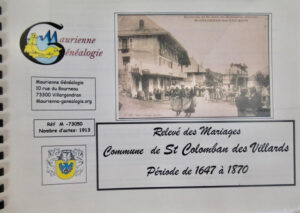 Maurienne
Généalogie
Maurienne Généalogie
10 rue du Bourneau
73300 Villargondran
Maurienne-genealogie.org
Réf M -73050
Nombre d'actes: 1913
Relevé des Mariages
Commune de St Colomban des Villards
Période de 1647 à 1870